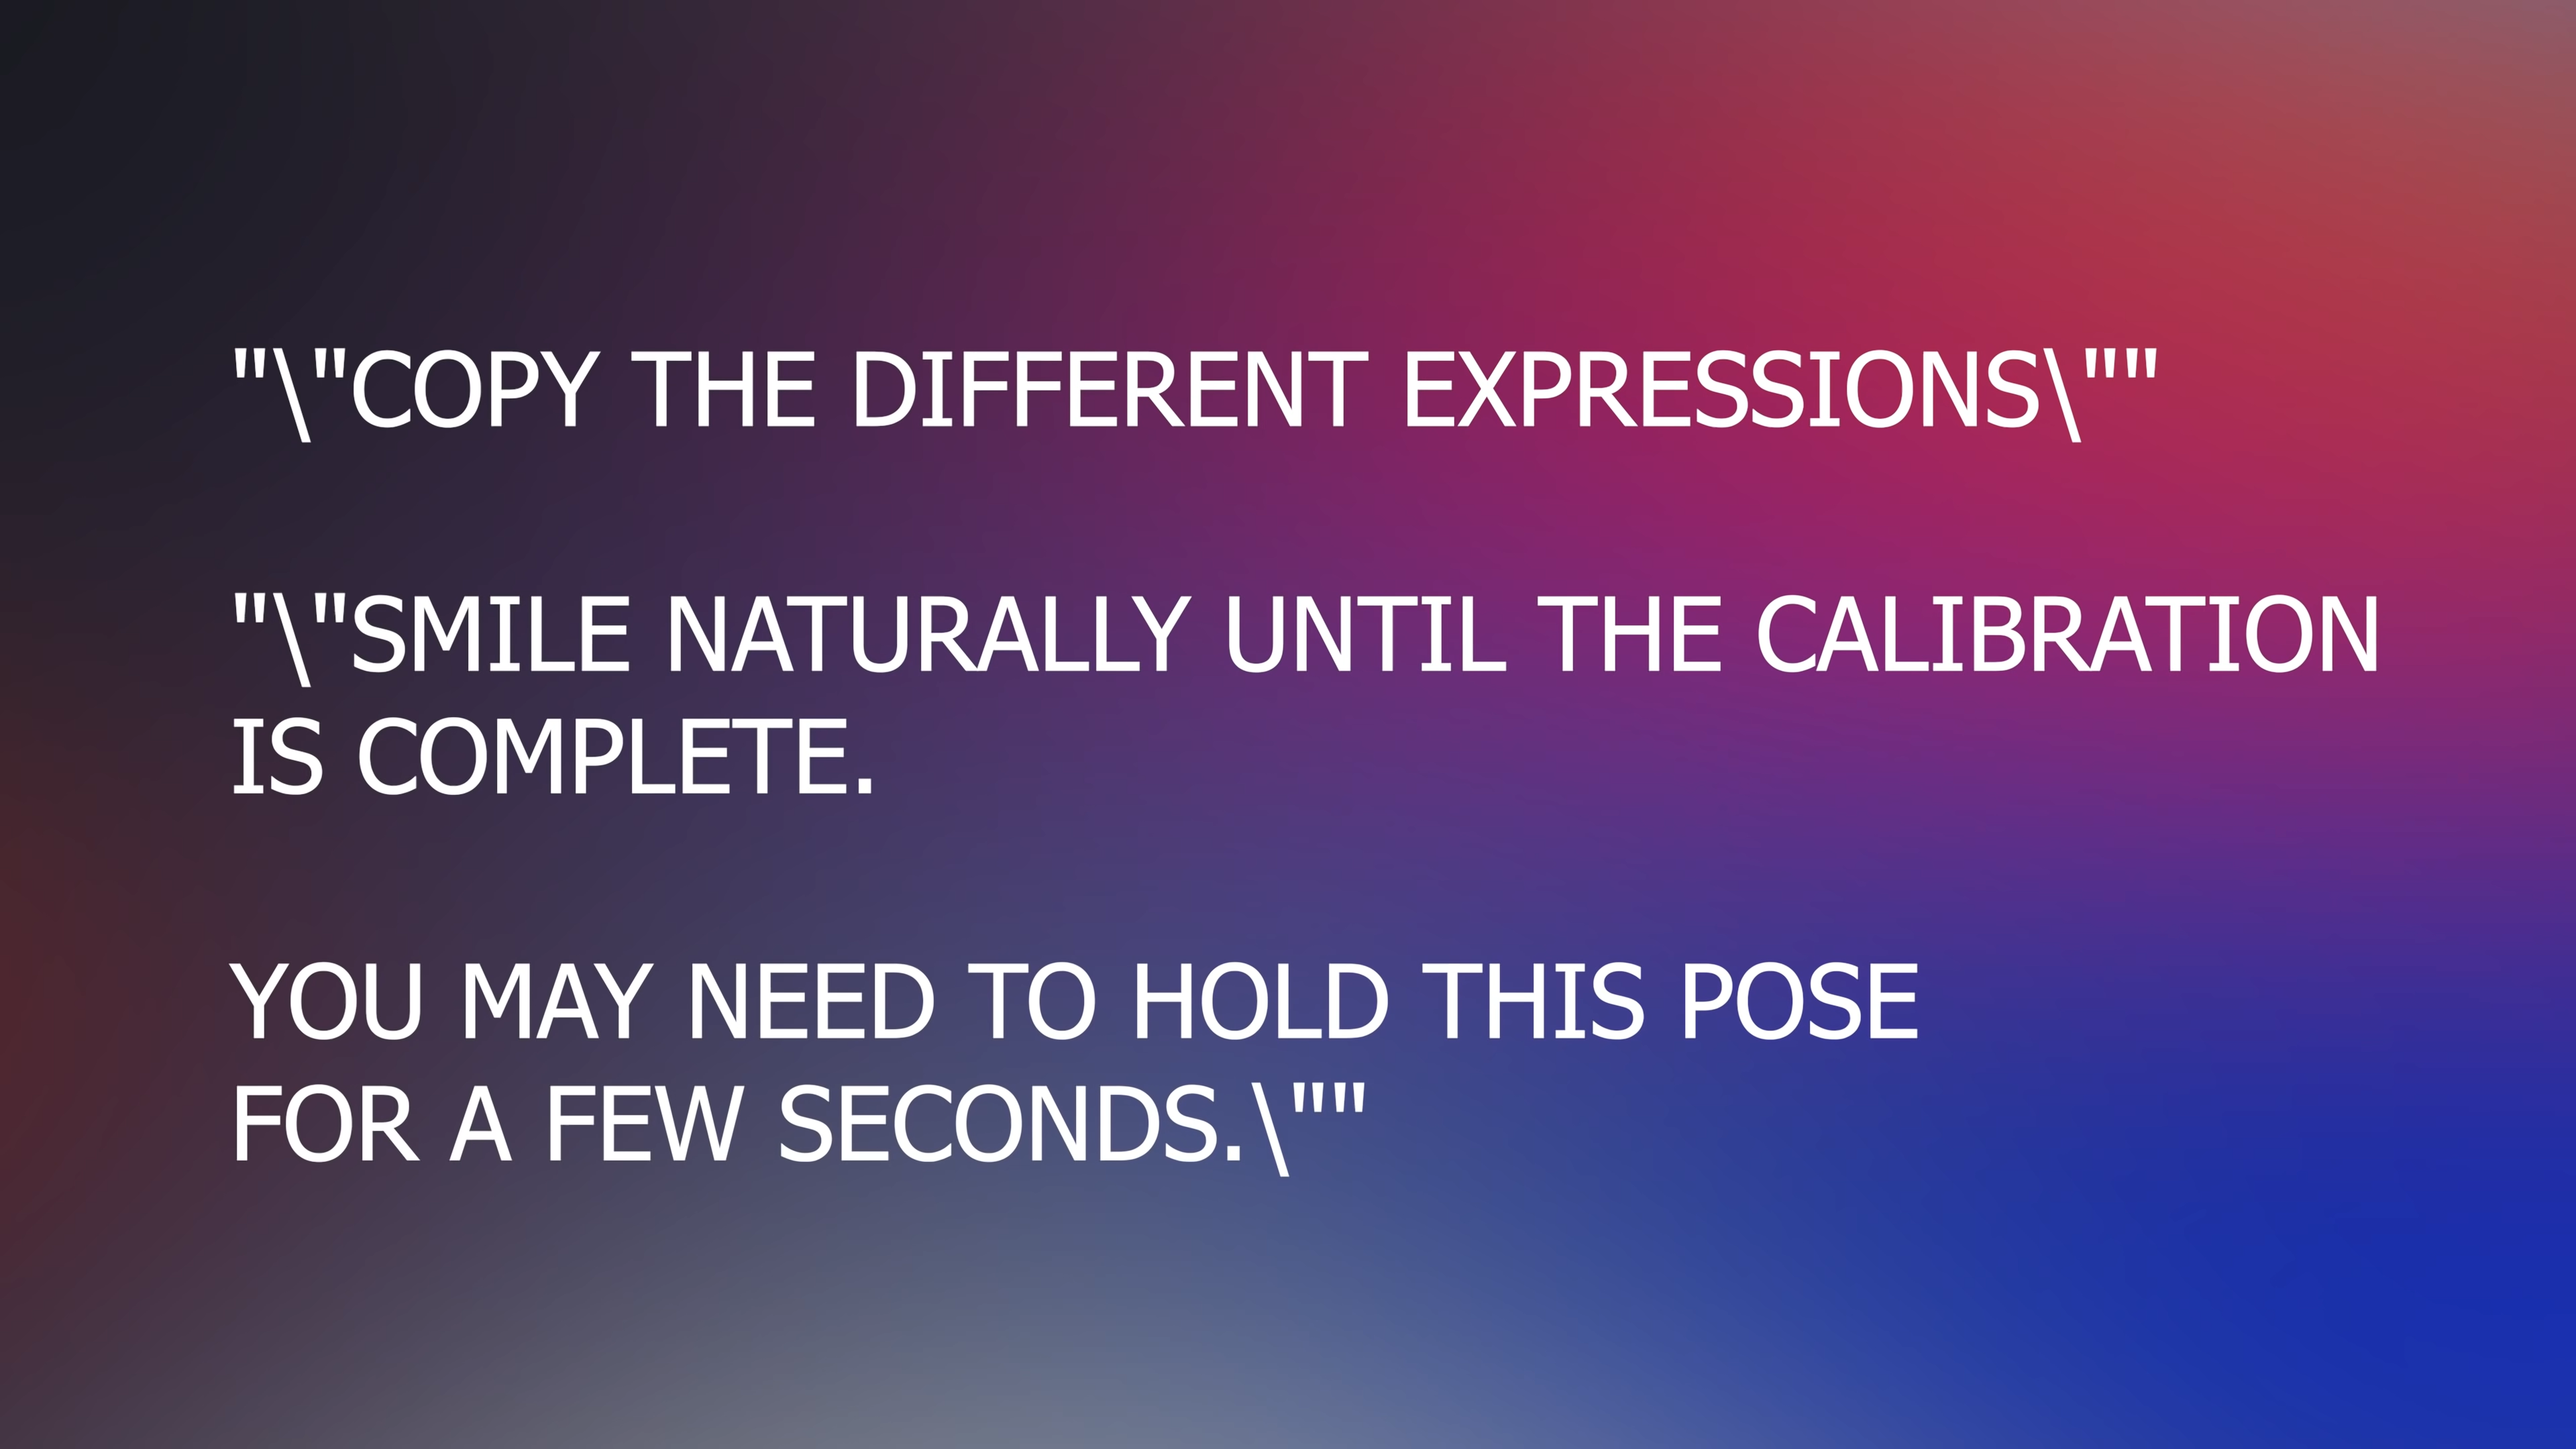 "\"COPY THE DIFFERENT EXPRESSIONS\""
"\"SMILE NATURALLY UNTIL THE CALIBRATION
IS COMPLETE.
YOU MAY NEED TO HOLD THIS POSE
FOR A FEW SECONDS.\""